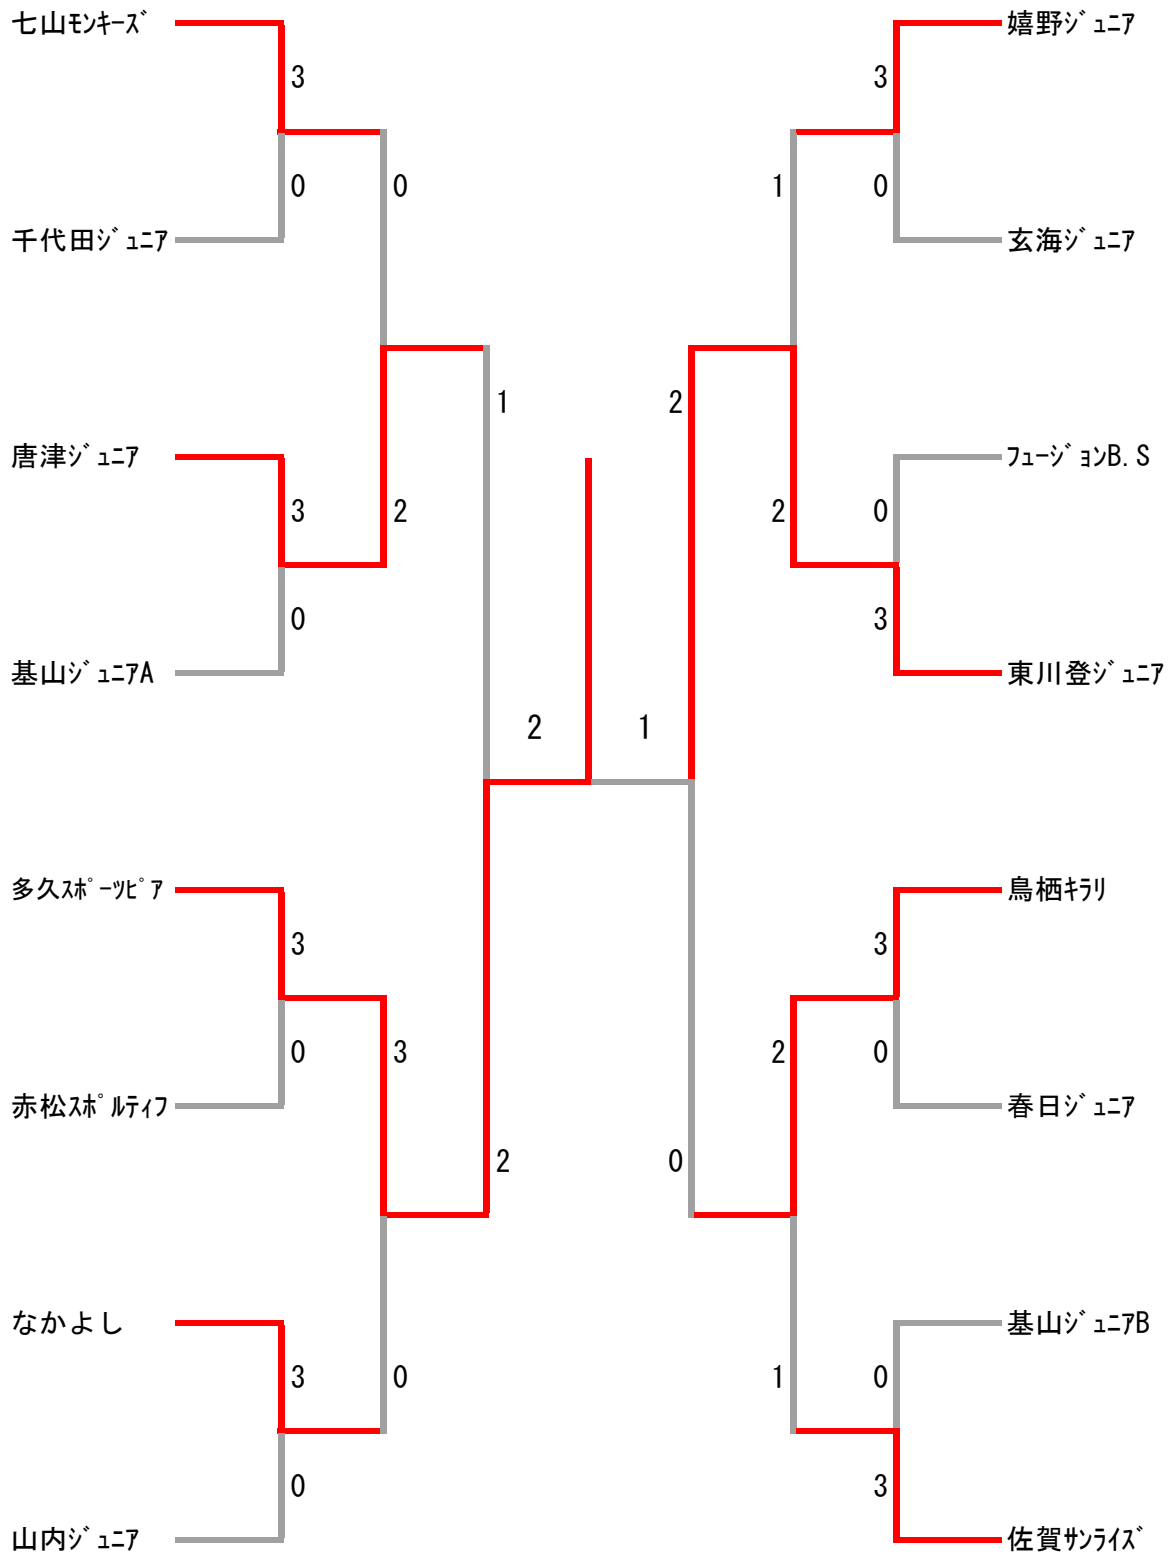 七山ﾓﾝｷｰｽﾞ
嬉野ｼﾞｭﾆｱ
3
3
0
0
1
0
千代田ｼﾞｭﾆｱ
玄海ｼﾞｭﾆｱ
1
2
唐津ｼﾞｭﾆｱ
ﾌｭｰｼﾞｮﾝB.S
3
2
2
0
0
3
基山ｼﾞｭﾆｱA
東川登ｼﾞｭﾆｱ
2
1
多久ｽﾎﾟｰﾂﾋﾟｱ
鳥栖ｷﾗﾘ
3
3
0
3
2
0
赤松ｽﾎﾟﾙﾃｨﾌ
春日ｼﾞｭﾆｱ
2
0
なかよし
基山ｼﾞｭﾆｱB
3
0
1
0
0
3
山内ｼﾞｭﾆｱ
佐賀ｻﾝﾗｲｽﾞ